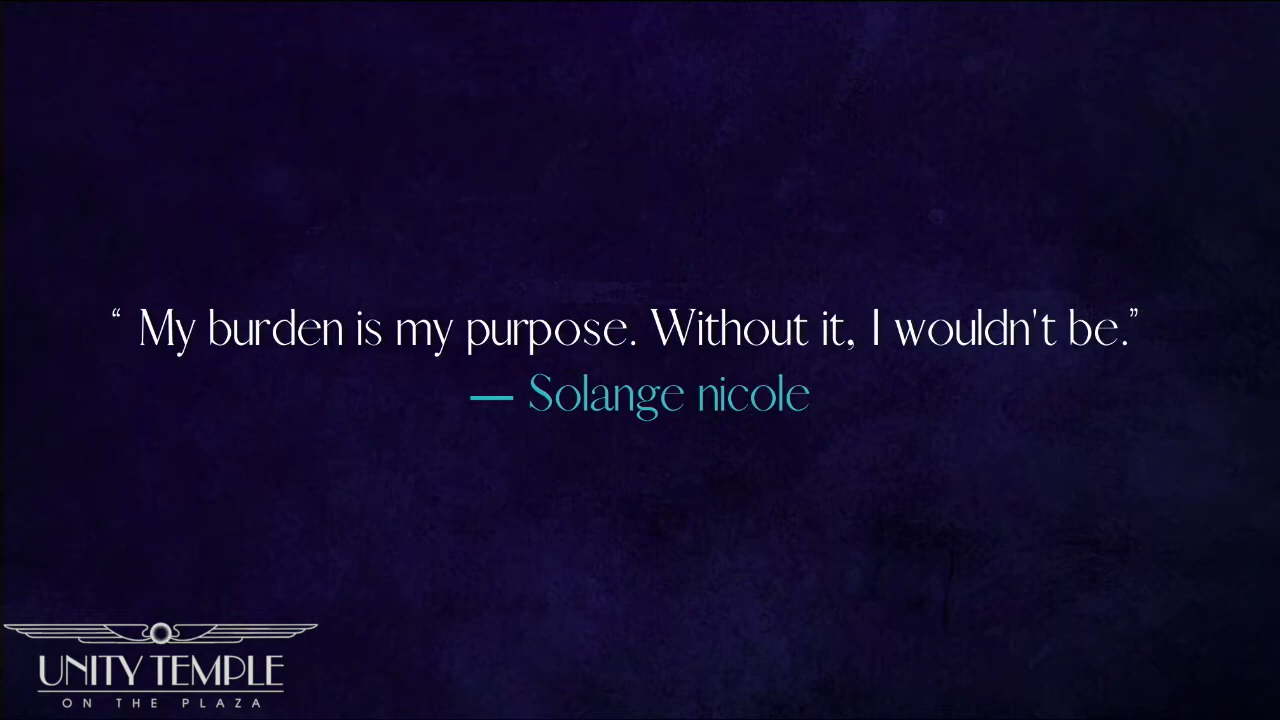 “ My burden is my purpose. Without it, I wouldn't be.”
— Solange nicole
UNITY TEMPLE
ON THE PLAZA